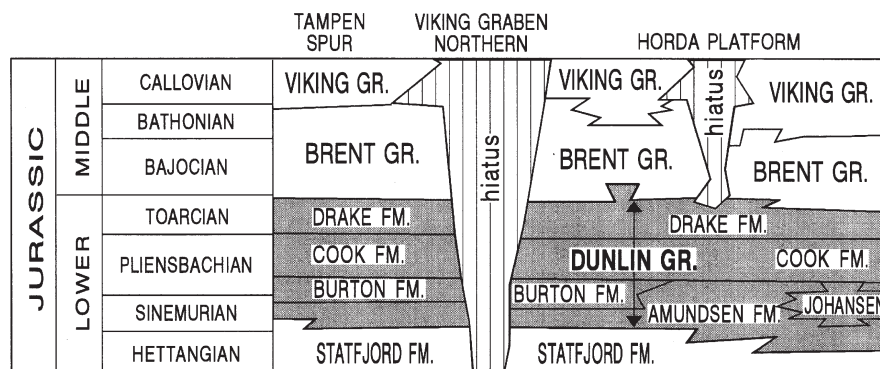 TAMPEN SPUR
VIKING GRABEN NORTHERN
HORDA PLATFORM
JURASSIC
MIDDLE
LOWER
CALLOVIAN
BATHONIAN
BAJOCIAN
TOARCIAN
PLIENSBACHIAN
SINEMURIAN
HETTANGIAN
VIKING GR.
BRENT GR.
DRAKE FM.
COOK FM.
BURTON FM.
STATFJORD FM.
hiatus
VIKING GR.
BRENT GR.
hiatus
VIKING GR.
BRENT GR.
DRAKE FM.
DUNLIN GR.
COOK FM.
BURTON FM.
AMUNDSEN FM.
JOHANSEN
STATFJORD FM.